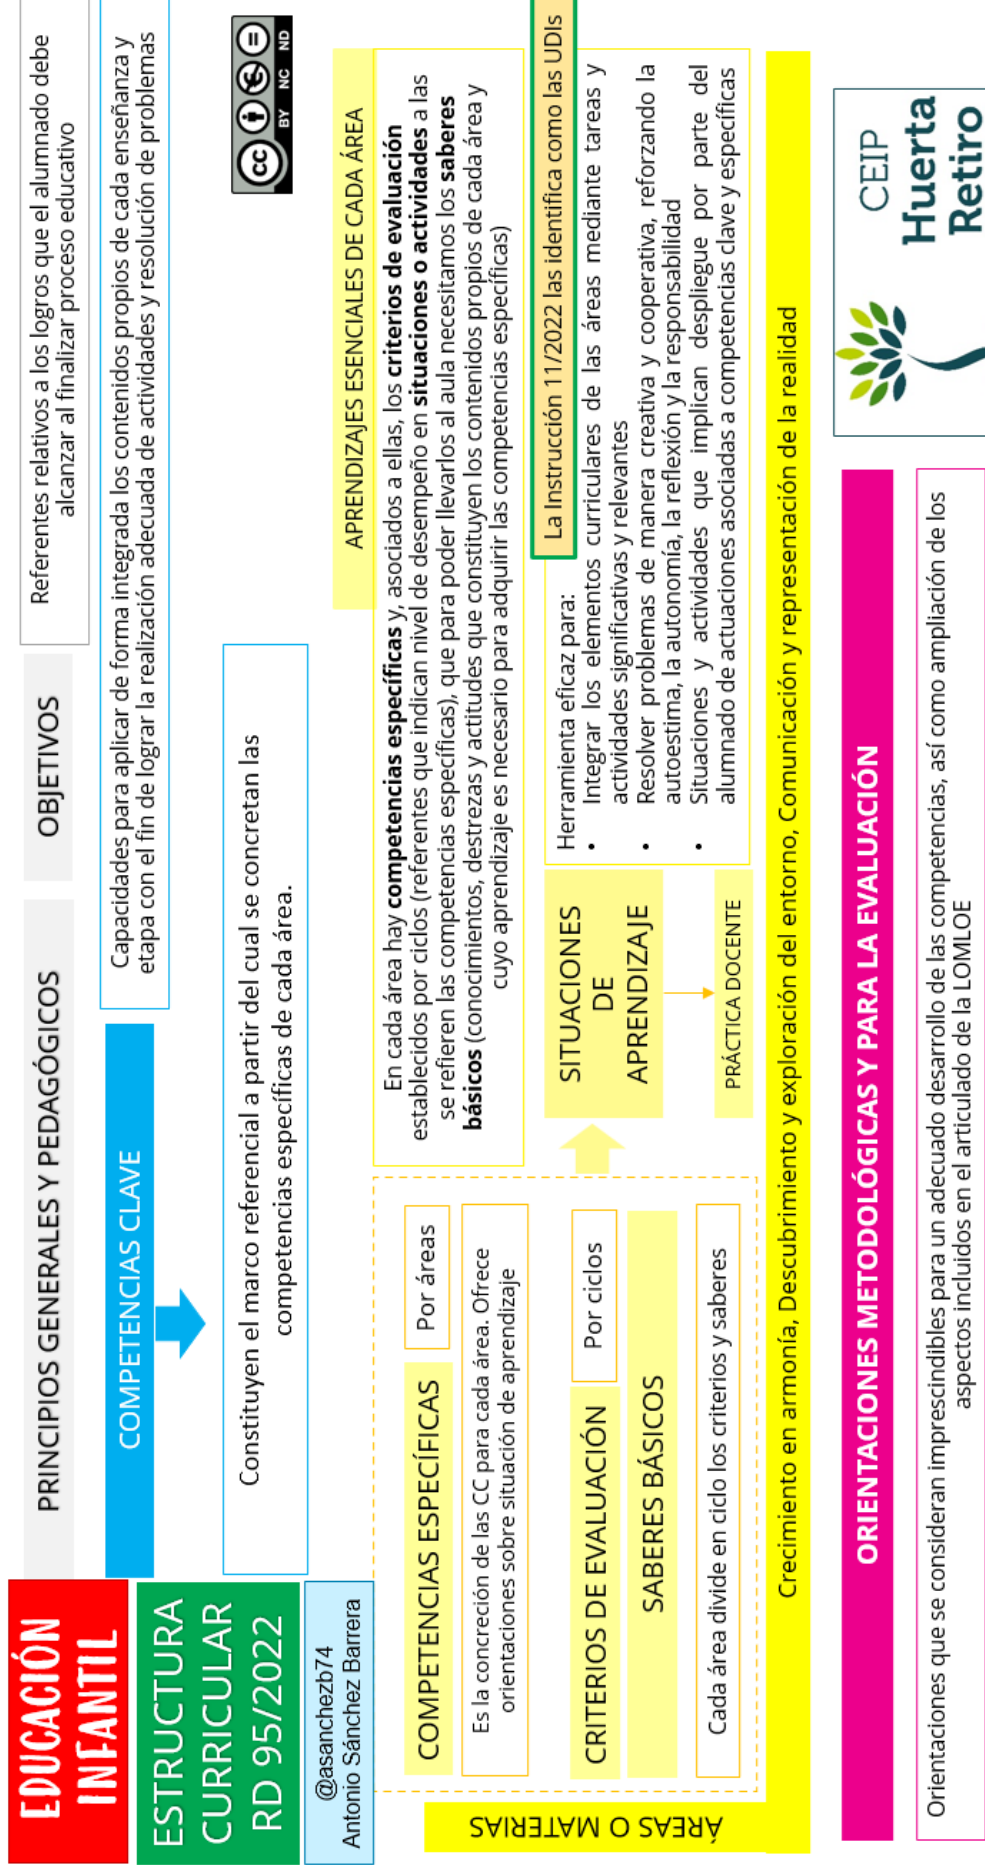 EDUCACIÓN
INFANTIL
PRINCIPIOS GENERALES Y PEDAGÓGICOS
OBJETIVOS
Referentes relativos a los logros que el alumnado debe
alcanzar al finalizar proceso educativo
ESTRUCTURA
CURRICULAR
RD 95/2022
COMPETENCIAS CLAVE
Capacidades para aplicar de forma integrada los contenidos propios de cada enseñanza y
etapa con el fin de lograr la realización adecuada de actividades y resolución de problemas
Constituyen el marco referencial a partir del cual se concretan las
competencias específicas de cada área.
cc
BY NC ND
@asanchezb74
Antonio Sánchez Barrera
APRENDIZAJES ESENCIALES DE CADA ÁREA
En cada área hay competencias específicas y, asociados a ellas, los criterios de evaluación
establecidos por ciclos (referentes que indican nivel de desempeño en situaciones o actividades a las
se refieren las competencias específicas), que para poder llevarlos al aula necesitamos los saberes
básicos (conocimientos, destrezas y actitudes que constituyen los contenidos propios de cada área y
cuyo aprendizaje es necesario para adquirir las competencias específicas)
ÁREAS O MATERIAS
COMPETENCIAS ESPECÍFICAS
Por áreas
Es la concreción de las CC para cada área. Ofrece
orientaciones sobre situación de aprendizaje
CRITERIOS DE EVALUACIÓN
Por ciclos
SABERES BÁSICOS
Cada área divide en ciclo los criterios y saberes
SITUACIONES
DE
APRENDIZAJE
PRÁCTICA DOCENTE
La Instrucción 11/2022 las identifica como las UDIs
Herramienta eficaz para:
• Integrar los elementos curriculares de las áreas mediante tareas y
actividades significativas y relevantes
• Resolver problemas de manera creativa y cooperativa, reforzando la
autoestima, la autonomía, la reflexión y la responsabilidad
• Situaciones y actividades que implican despliegue por parte del
alumnado de actuaciones asociadas a competencias clave y específicas
Crecimiento en armonía, Descubrimiento y exploración del entorno, Comunicación y representación de la realidad
ORIENTACIONES METODOLÓGICAS Y PARA LA EVALUACIÓN
Orientaciones que se consideran imprescindibles para un adecuado desarrollo de las competencias, así como ampliación de los
aspectos incluidos en el articulado de la LOMLOE
CEIP
Huerta
Retiro